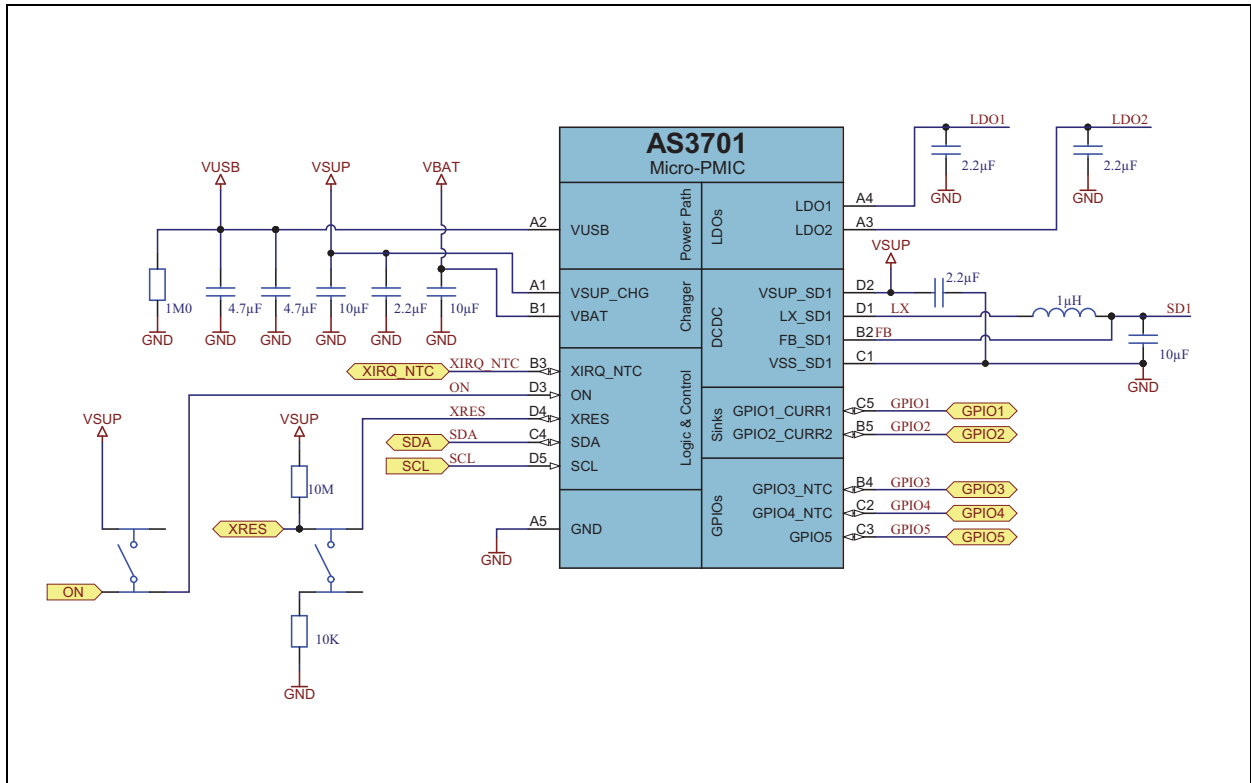 AS3701
Micro-PMIC
LDO1
LDO2
2.2µF
2.2µF
GND
GND
VUSB
VSUP
VBAT
1M0
4.7µF
4.7µF
10µF
2.2µF
10µF
GND
GND
GND
GND
GND
GND
A2
VUSB
Power Path
A1
VSUP_CHG
B1
VBAT
Charger
XIRQ_NTC
XIRQ_NTC
B3
XIRQ_NTC
ON
D3
ON
XRES
D4
XRES
SDA
SDA
C4
SDA
SCL
SCL
D5
SCL
Logic & Control
GND
A5
GND
LDOs
LDO1
A4
LDO2
A3
DCDC
VSUP
VSUP_SD1
D2
2.2µF
LX_SD1
D1
LX
1µH
SD1
FB_SD1
B2
FB
10µF
VSS_SD1
C1
GND
Sinks
GPIO1_CURR1
C5
GPIO1
GPIO1
GPIO2_CURR2
B5
GPIO2
GPIO2
GPIOs
GPIO3_NTC
B4
GPIO3
GPIO3
GPIO4_NTC
C2
GPIO4
GPIO4
GPIO5
C3
GPIO5
GPIO5
VSUP
VSUP
10M
XRES
ON
10K
GND